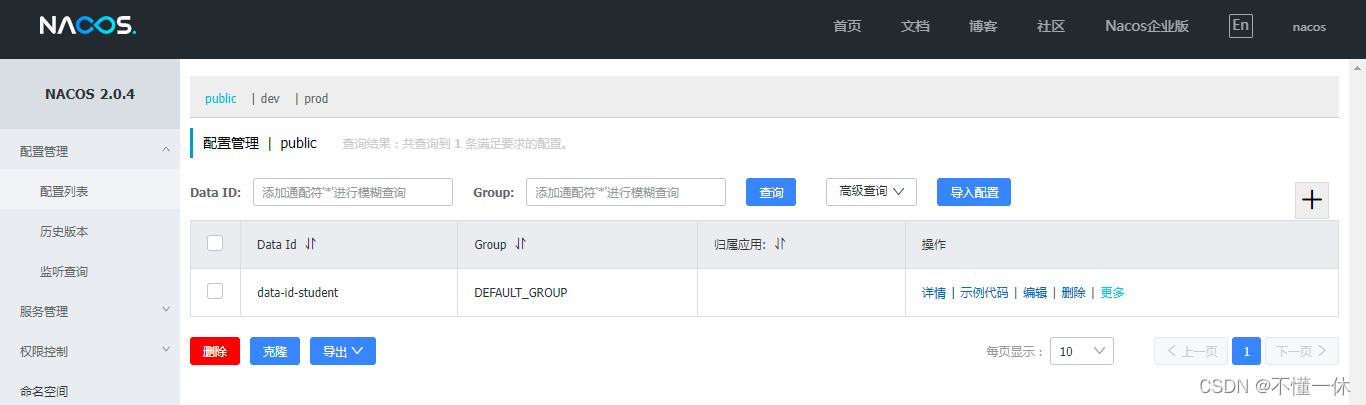 NACOS. 首页 文档 博客 社区 Nacos企业版 En nacos
NACOS 2.0.4
配置管理
配置列表
历史版本
监听查询
服务管理
权限控制
命名空间
public | dev | prod
配置管理 | public 查询结果：共查询到 1 条满足要求的配置。
Data ID: 添加通配符'*'进行模糊查询 Group: 添加通配符'*'进行模糊查询 查询 高级查询 导入配置
Data Id Group 归属应用: 操作
data-id-student DEFAULT_GROUP 详情 | 示例代码 | 编辑 | 删除 | 更多
删除 克隆 导出 每页显示： 10 上一页 1 下一页
CSDN @不懂一休